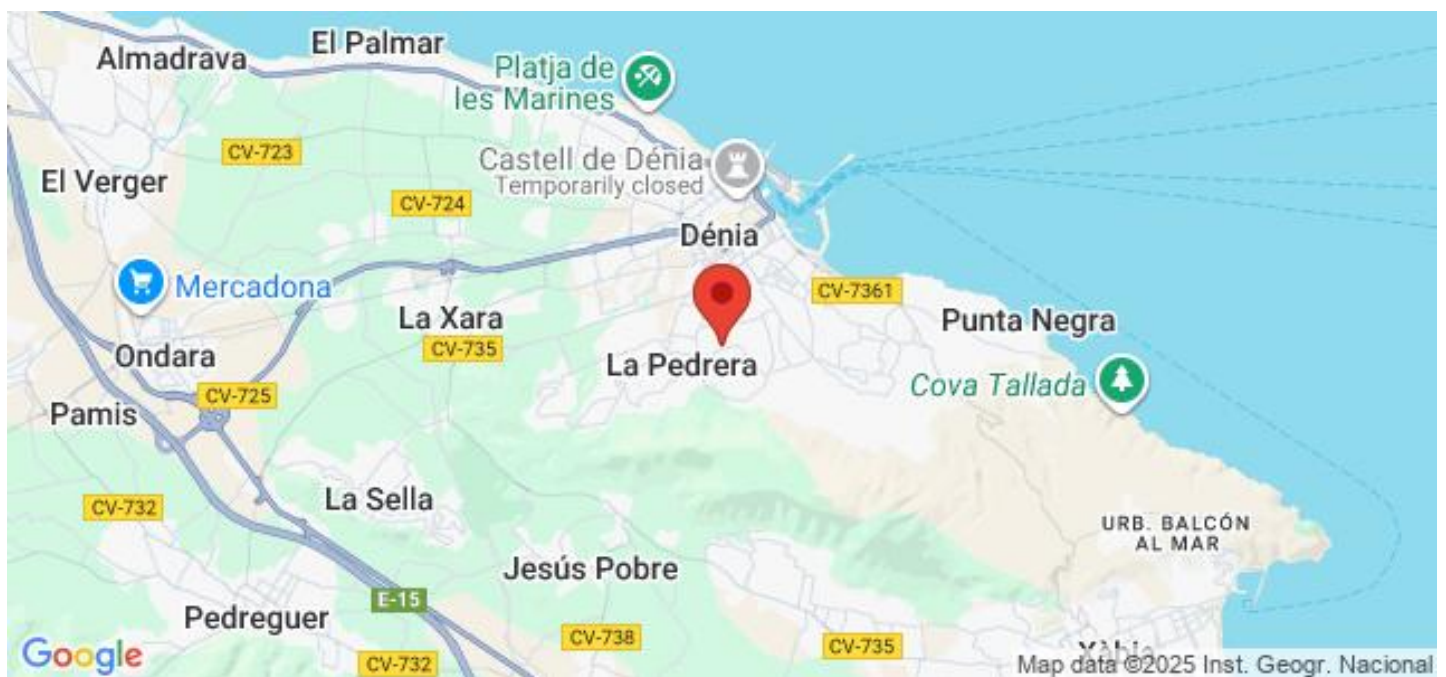 El Palmar
Almadrava
Platja de
les Marines
CV-723
Castell de Dénia
Temporarily closed
El Verger
CV-724
Dénia
Mercadona
CV-7361
La Xara
Punta Negra
CV-735
Ondara
La Pedrera
Cova Tallada
CV-725
Pamis
La Sella
CV-732
URB. BALCÓN
AL MAR
Jesús Pobre
E-15
Pedreguer
CV-738
CV-735
Xàbia
Google
CV-732
Map data ©2025 Inst. Geogr. Nacional